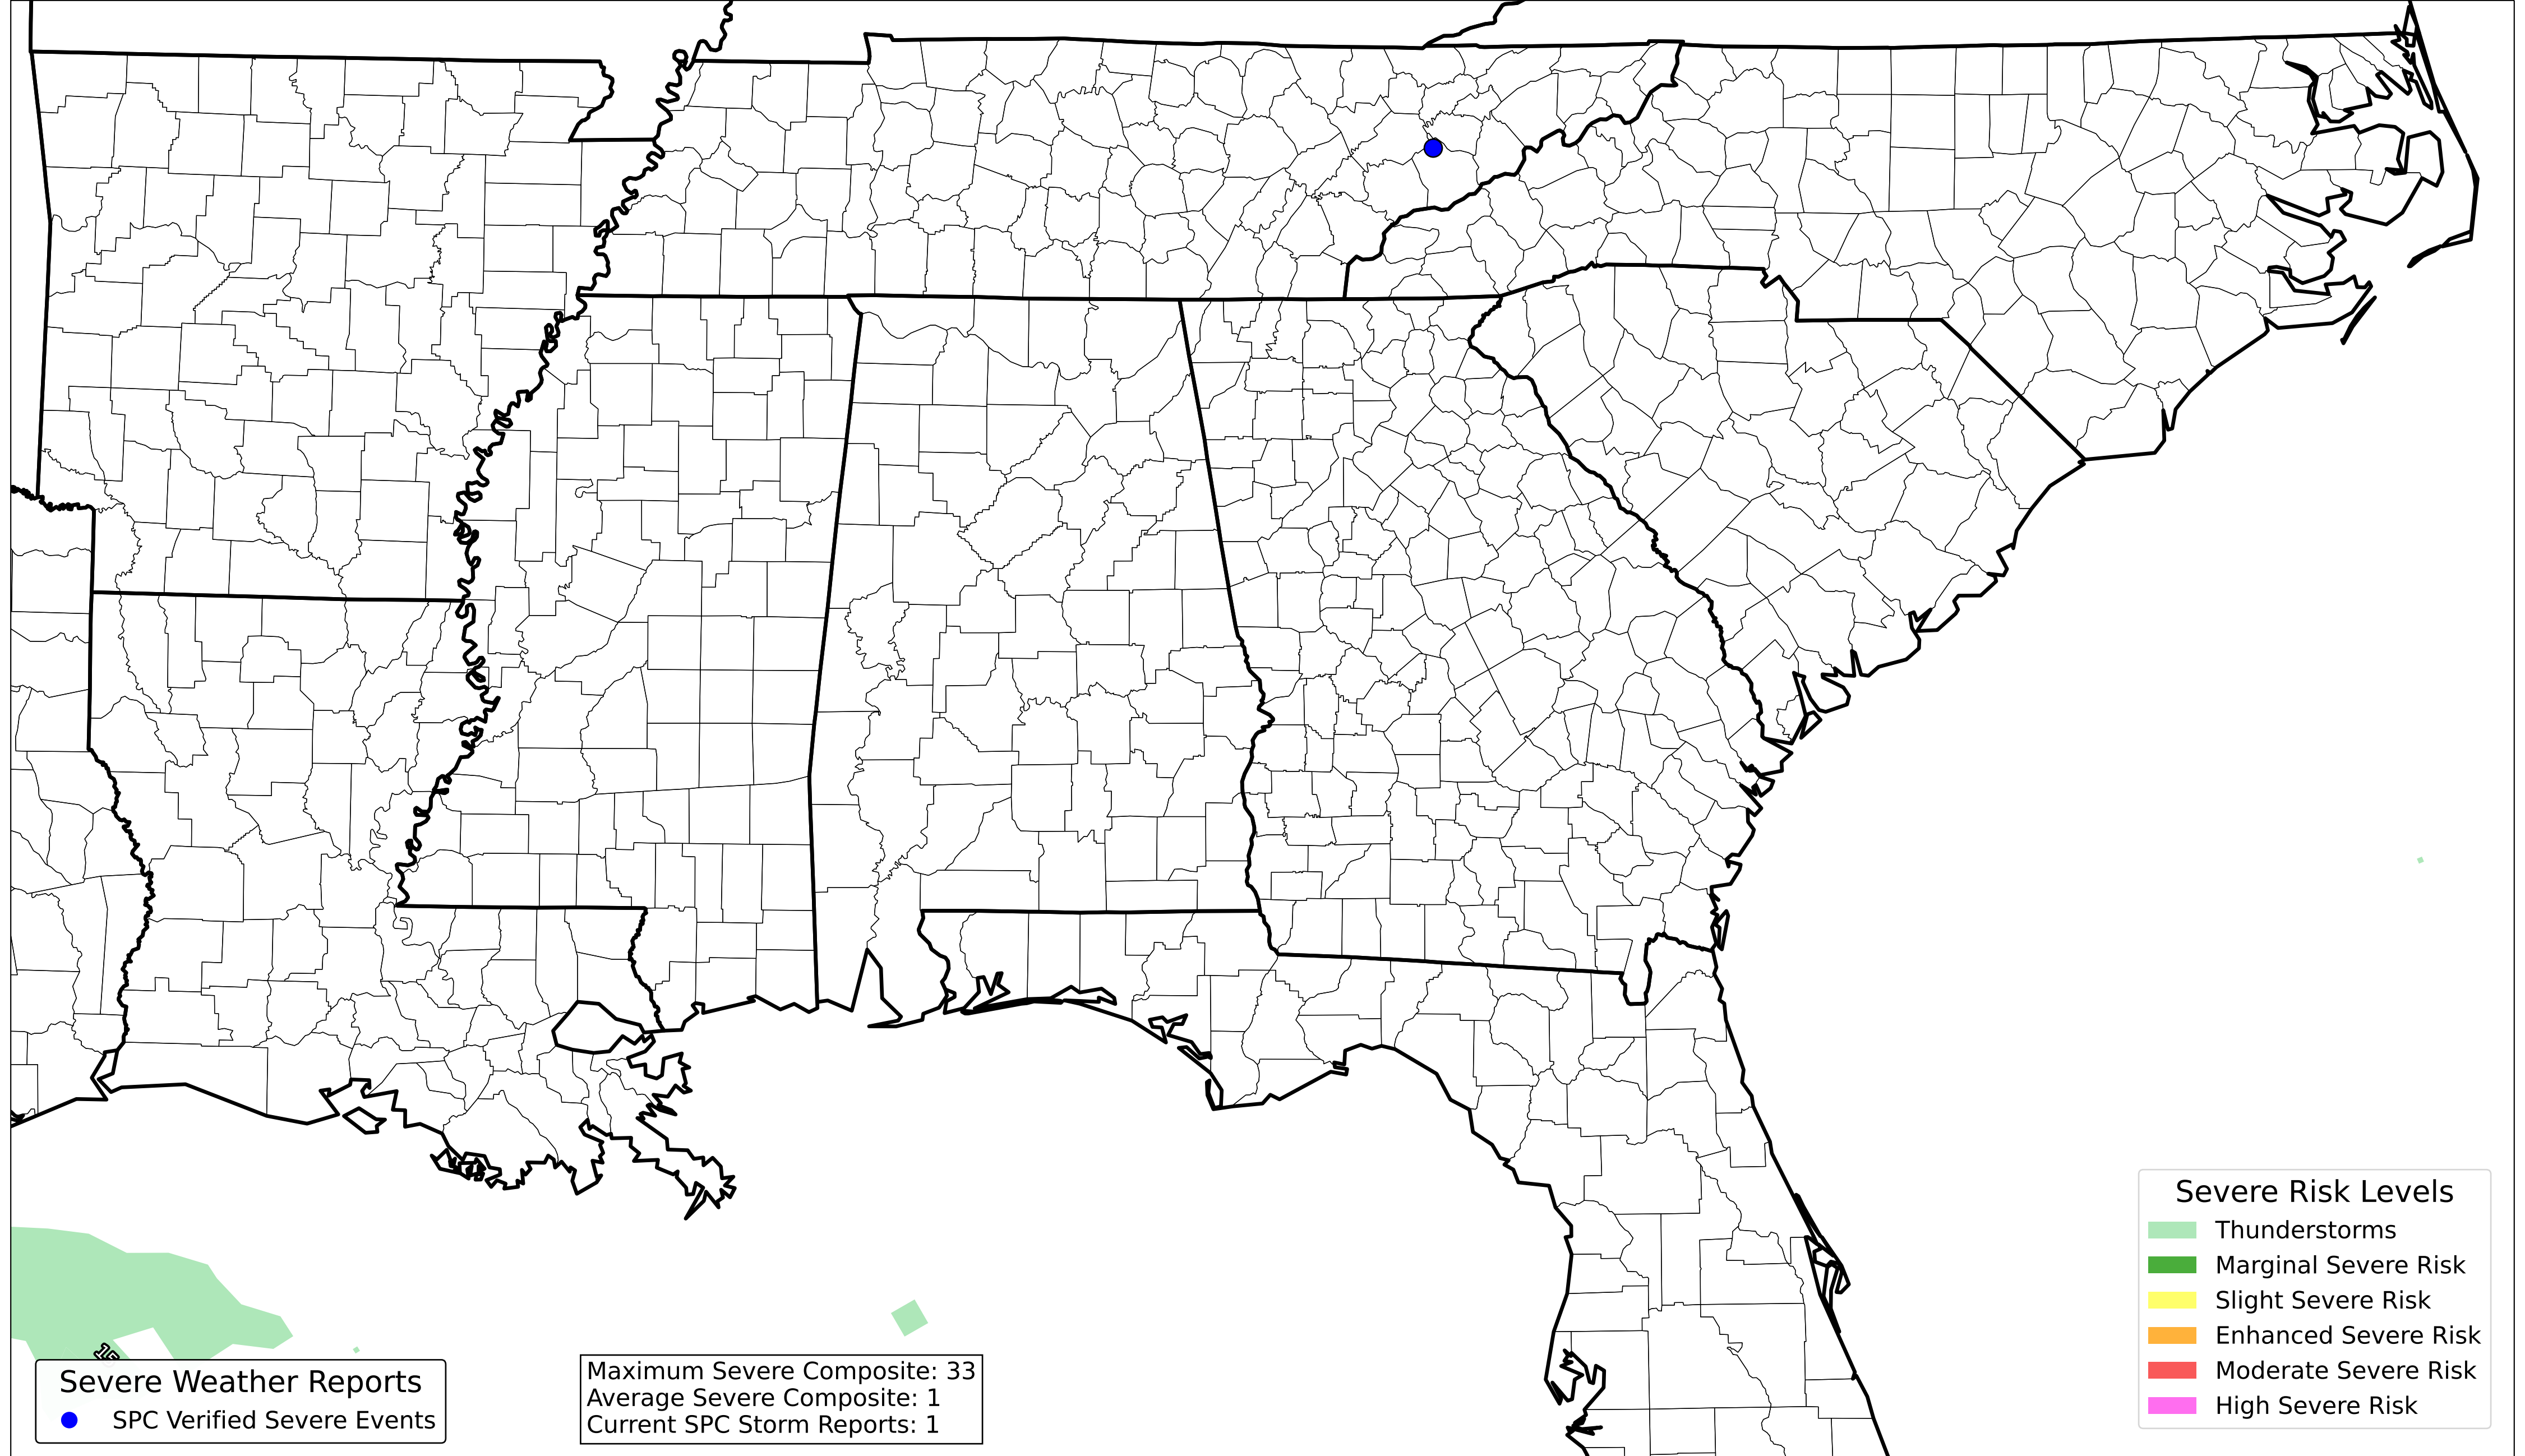 Severe Weather Reports
SPC Verified Severe Events
Maximum Severe Composite: 33
Average Severe Composite: 1
Current SPC Storm Reports: 1
Severe Risk Levels
Thunderstorms
Marginal Severe Risk
Slight Severe Risk
Enhanced Severe Risk
Moderate Severe Risk
High Severe Risk